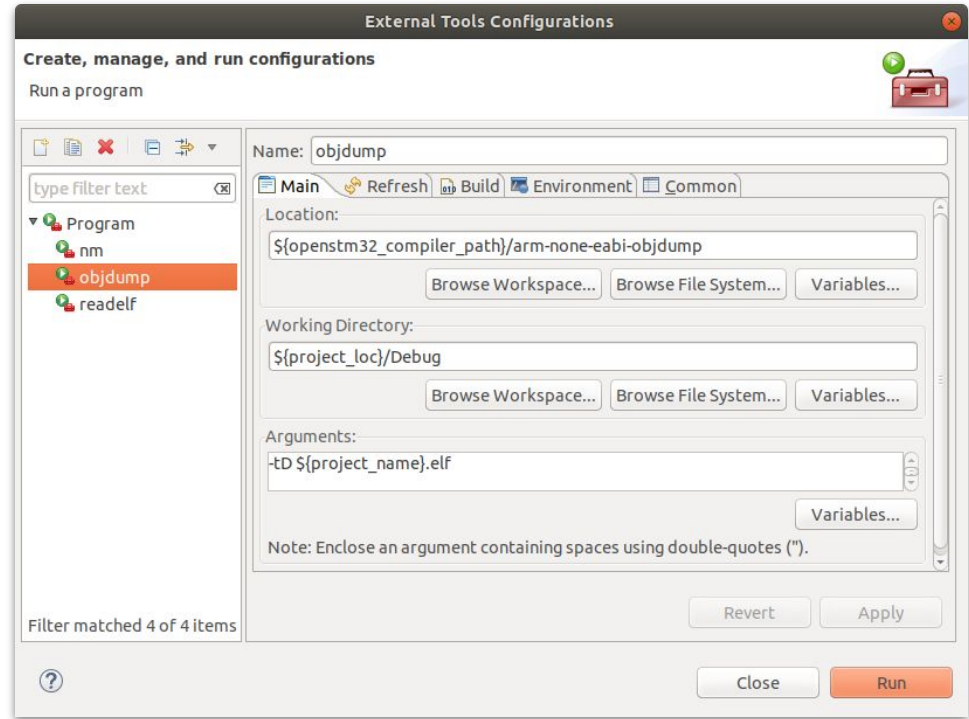 External Tools Configurations
Create, manage, and run configurations
Run a program
type filter text
Program
nm
objdump
readelf
Filter matched 4 of 4 items
Name: objdump
Main Refresh Build Environment Common
Location:
${openstm32_compiler_path}/arm-none-eabi-objdump
Browse Workspace... Browse File System... Variables...
Working Directory:
${project_loc}/Debug
Browse Workspace... Browse File System... Variables...
Arguments:
-tD ${project_name}.elf
Variables...
Note: Enclose an argument containing spaces using double-quotes (").
Revert Apply
Close Run